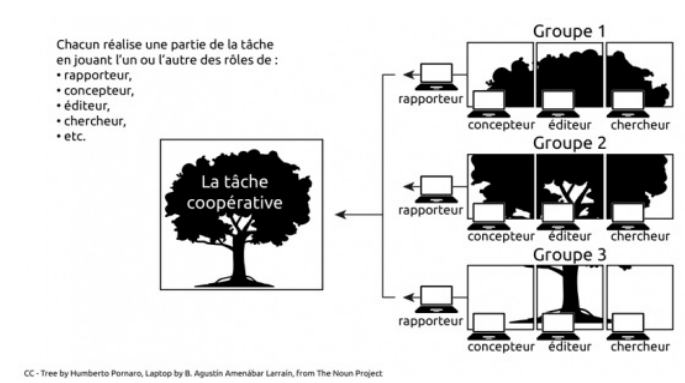 Chacun réalise une partie de la tâche
en jouant l'un ou l'autre des rôles de :
• rapporteur,
• concepteur,
• éditeur,
• chercheur,
• etc.
La tâche
coopérative
Groupe 1
rapporteur
concepteur éditeur chercheur
Groupe 2
rapporteur
concepteur éditeur chercheur
Groupe 3
rapporteur
concepteur éditeur chercheur
CC - Tree by Humberto Pornaro, Laptop by B. Agustín Amenábar Larraín, from The Noun Project